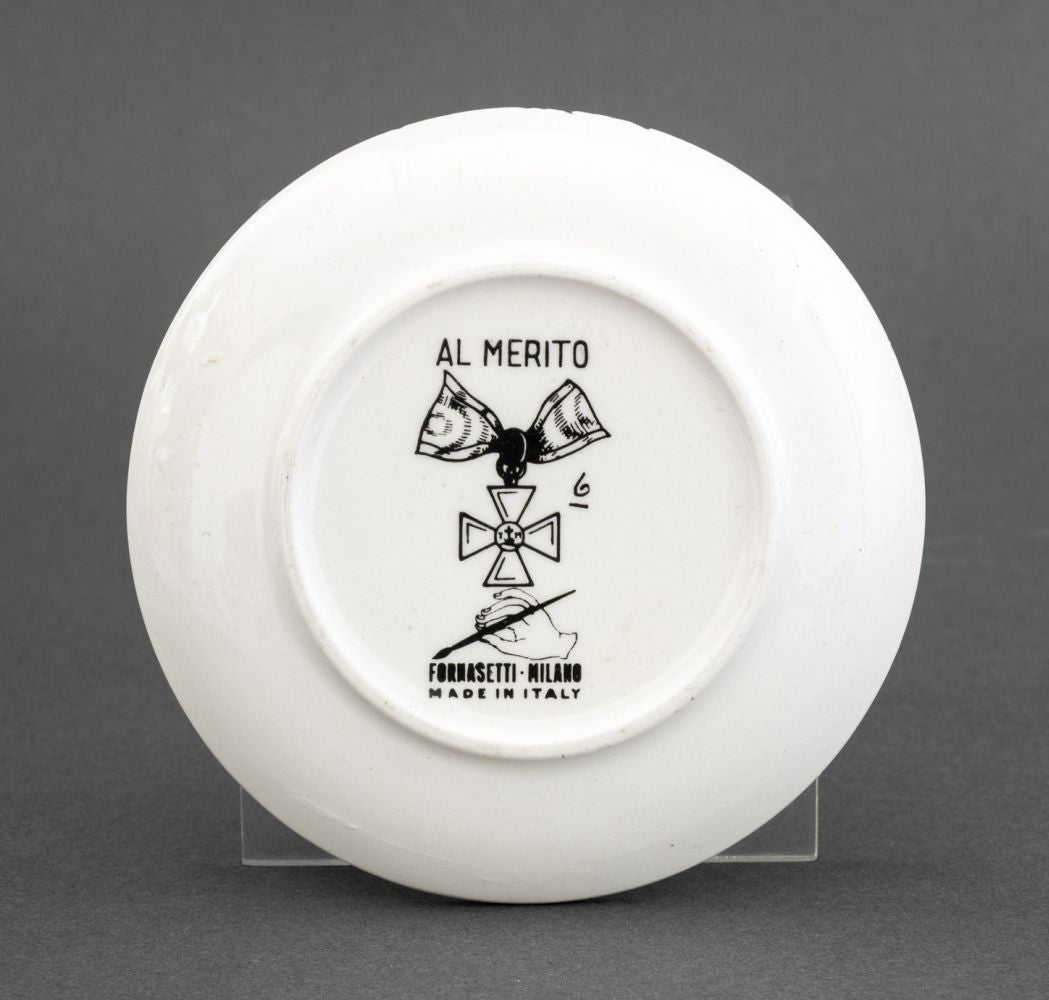 AL MERITO
6
T M
FORNASETTI · MILANO
MADE IN ITALY